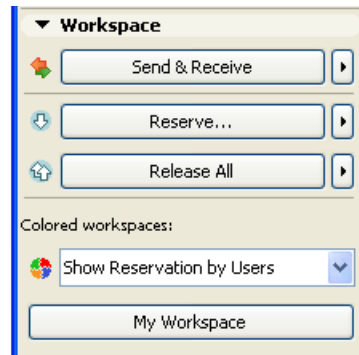 Workspace
Send & Receive
Reserve...
Release All
Colored workspaces:
Show Reservation by Users
My Workspace